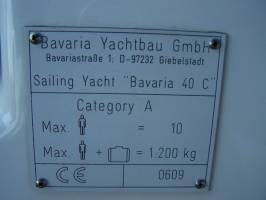 Bavaria Yachtbau GmbH
Bavariastraße 1; D-97232 Giebelstadt
Sailing Yacht "Bavaria 40 C"
Category A
Max. = 10
Max. + = 1.200 kg
CE 0609